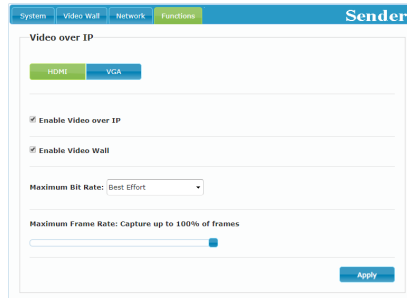 System Video Wall Network Functions Sender
Video over IP
HDMI VGA
Enable Video over IP
Enable Video Wall
Maximum Bit Rate: Best Effort
Maximum Frame Rate: Capture up to 100% of frames
Apply